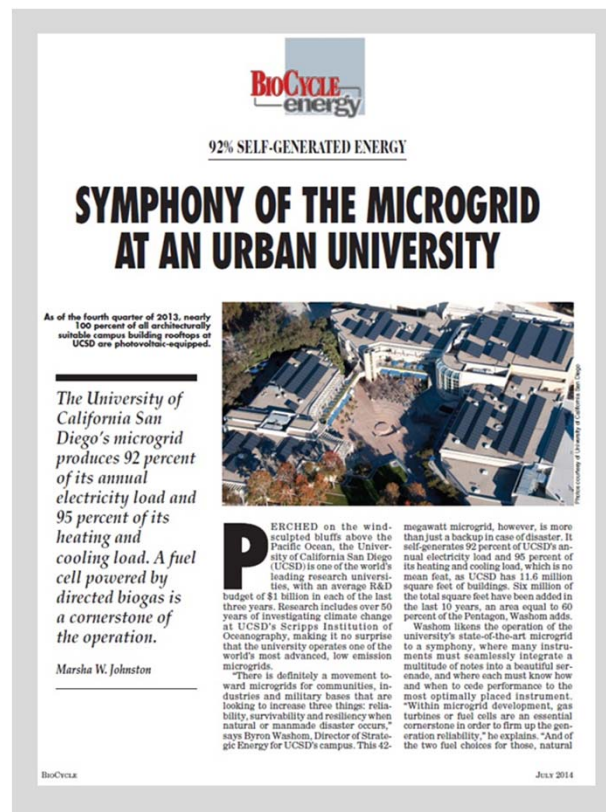 BIOCYCLE
energy
92% SELF-GENERATED ENERGY
SYMPHONY OF THE MICROGRID
AT AN URBAN UNIVERSITY
As of the fourth quarter of 2013, nearly
100 percent of all architecturally
suitable campus building rooftops at
UCSD are photovoltaic-equipped.
The University of
California San
Diego's microgrid
produces 92 percent
of its annual
electricity load and
95 percent of its
heating and
cooling load. A fuel
cell powered by
directed biogas is
a cornerstone of
the operation.
Marsha W. Johnston
Photos courtesy of University of California San Diego
PERCHED on the wind-
sculpted bluffs above the
Pacific Ocean, the Univer-
sity of California San Diego
(UCSD) is one of the world's
leading research universi-
ties, with an average R&D
budget of $1 billion in each of the last
three years. Research includes over 50
years of investigating climate change
at UCSD's Scripps Institution of
Oceanography, making it no surprise
that the university operates one of the
world's most advanced, low emission
microgrids.
"There is definitely a movement to-
ward microgrids for communities, in-
dustries and military bases that are
looking to increase three things: relia-
bility, survivability and resiliency when
natural or manmade disaster occurs,"
says Byron Washom, Director of Strate-
gic Energy for UCSD's campus. This 42-
megawatt microgrid, however, is more
than just a backup in case of disaster. It
self-generates 92 percent of UCSD's an-
nual electricity load and 95 percent of
its heating and cooling load, which is no
mean feat, as UCSD has 11.6 million
square feet of buildings. Six million of
the total square feet have been added in
the last 10 years, an area equal to 60
percent of the Pentagon, Washom adds.
Washom likens the operation of the
university's state-of-the-art microgrid
to a symphony, where many instru-
ments must seamlessly integrate a
multitude of notes into a beautiful ser-
enade, and where each must know how
and when to cede performance to the
most optimally placed instrument.
"Within microgrid development, gas
turbines or fuel cells are an essential
cornerstone in order to firm up the gen-
eration reliability," he explains. "And of
the two fuel choices for those, natural
BIOCYCLE
JULY 2014